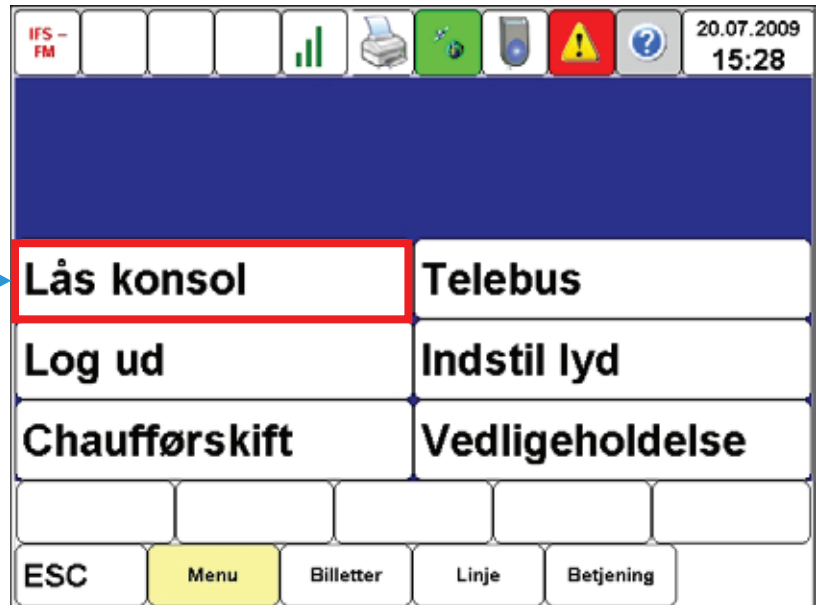 IFS –
FM
20.07.2009
15:28
Lås konsol
Telebus
Log ud
Indstil lyd
Chaufførskift
Vedligeholdelse
ESC
Menu
Billetter
Linje
Betjening